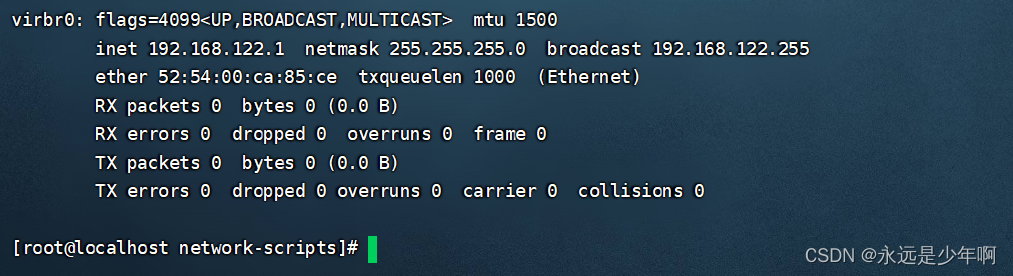 virbr0: flags=4099<UP,BROADCAST,MULTICAST>  mtu 1500
        inet 192.168.122.1  netmask 255.255.255.0  broadcast 192.168.122.255
        ether 52:54:00:ca:85:ce  txqueuelen 1000  (Ethernet)
        RX packets 0  bytes 0 (0.0 B)
        RX errors 0  dropped 0  overruns 0  frame 0
        TX packets 0  bytes 0 (0.0 B)
        TX errors 0  dropped 0 overruns 0  carrier 0  collisions 0
[root@localhost network-scripts]#
CSDN @永远是少年啊